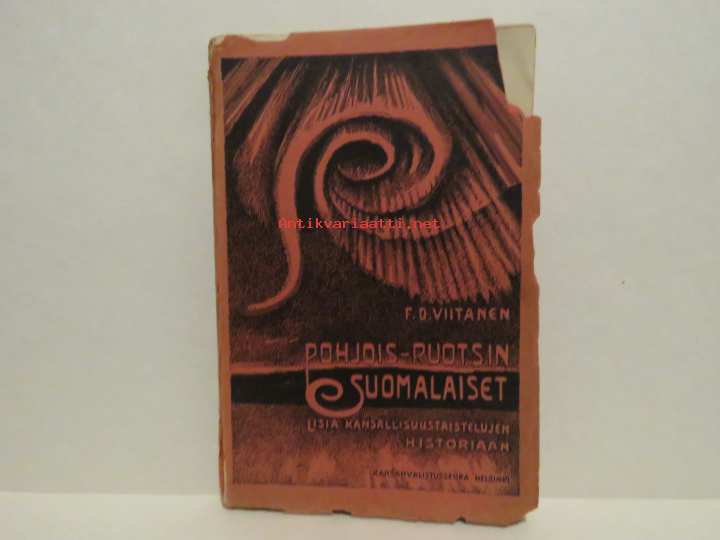 Antikvariaatti.net
F.O.VIITANEN
POHJOIS-RUOTSIN
SUOMALAISET
LISIÄ KANSALLISUUSTAISTELUJEN
HISTORIAAN
KANSANVALISTUSSEURA HELSINKI